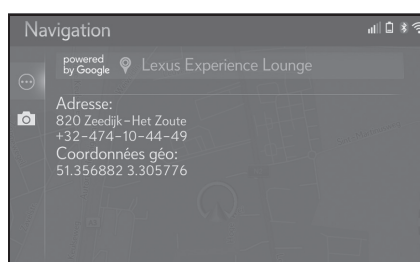 Navigation
powered by Google Lexus Experience Lounge
Adresse:
820 Zeedijk-Het Zoute
+32-474-10-44-49
Coordonnées géo:
51.356882 3.305776